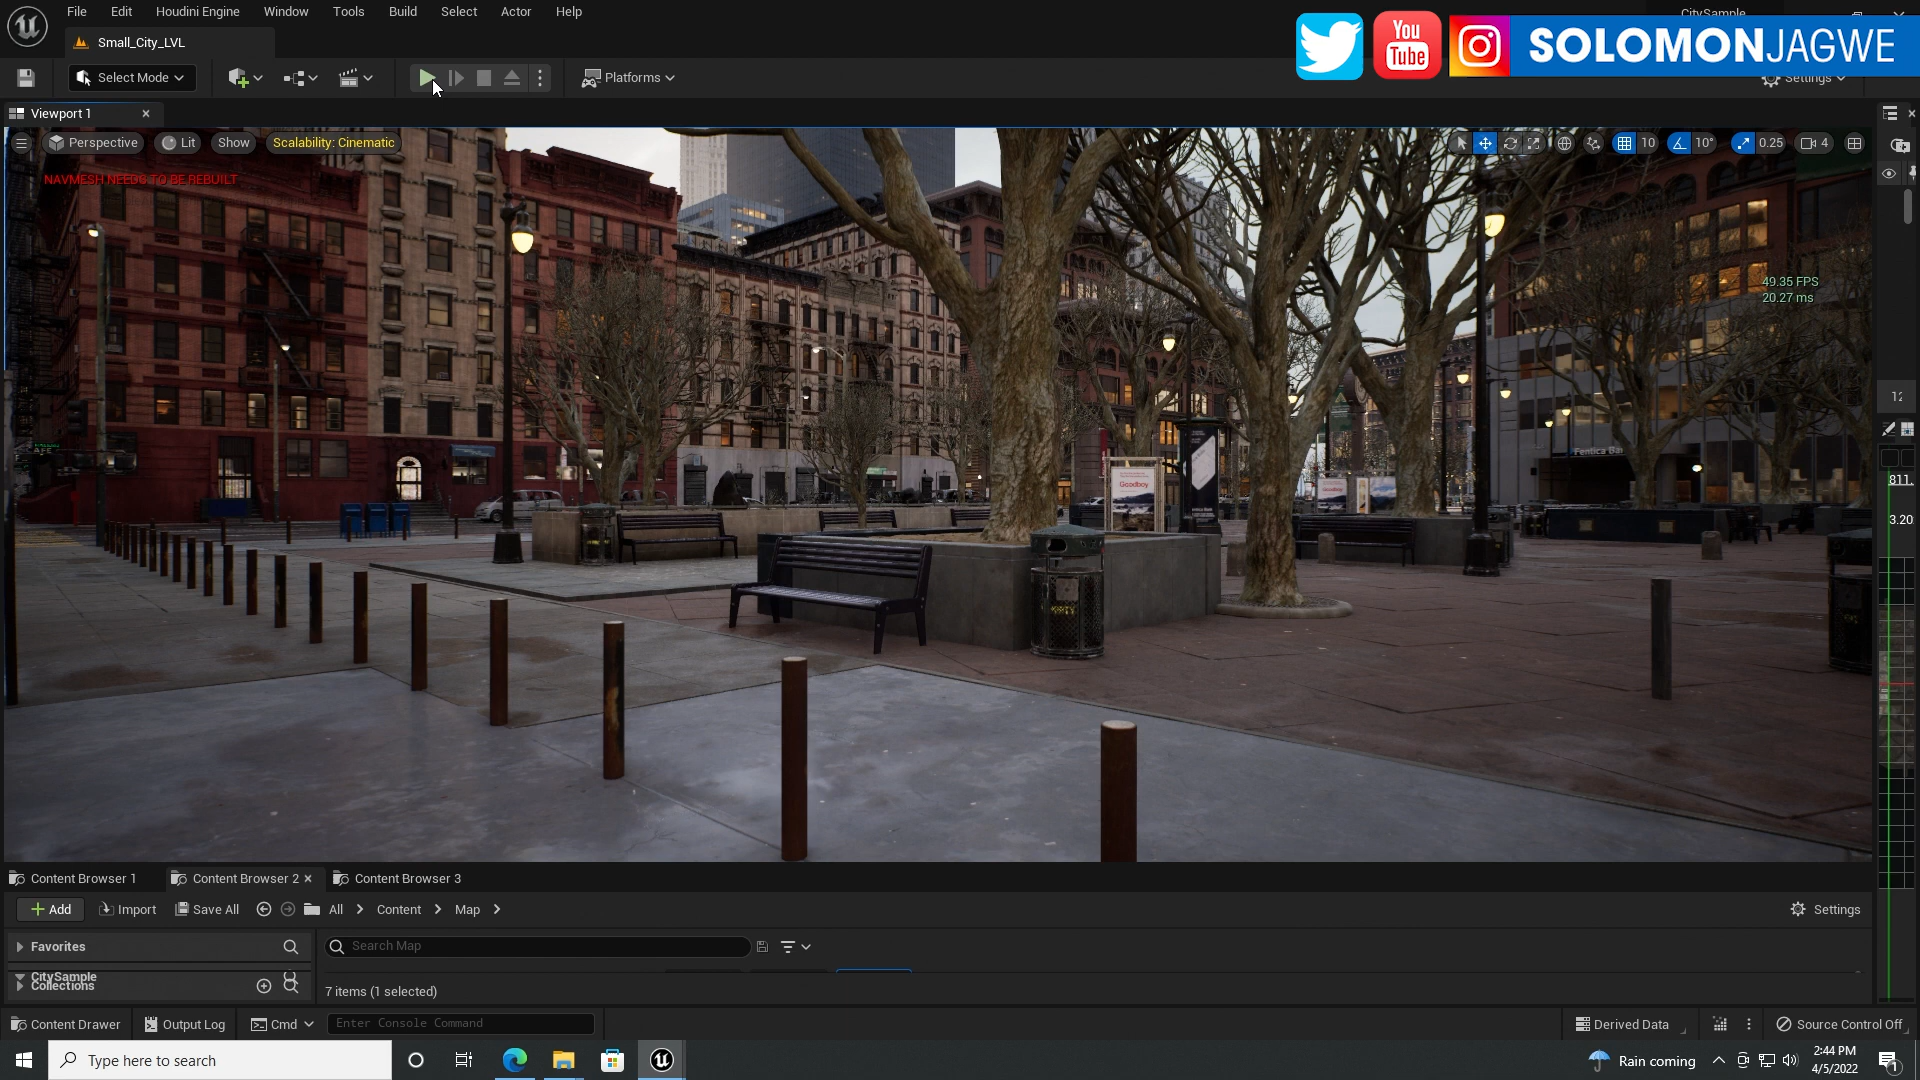 File Edit Houdini Engine Window Tools Build Select Actor Help
CitySample
Small_City_LVL
You Tube
SOLOMONJAGWE
Select Mode
Platforms
Settings
Viewport 1
Perspective Lit Show Scalability: Cinematic
10 10° 0.25 4
NAVMESH NEEDS TO BE REBUILT
49.35 FPS
20.27 ms
Goodboy
811.
3.20
Content Browser 1 Content Browser 2 Content Browser 3
Add Import Save All All Content Map Settings
Favorites Search Map
CitySample
Collections
7 items (1 selected)
Content Drawer Output Log Cmd Enter Console Command Derived Data Source Control Off
Type here to search Rain coming 2:44 PM
4/5/2022
1